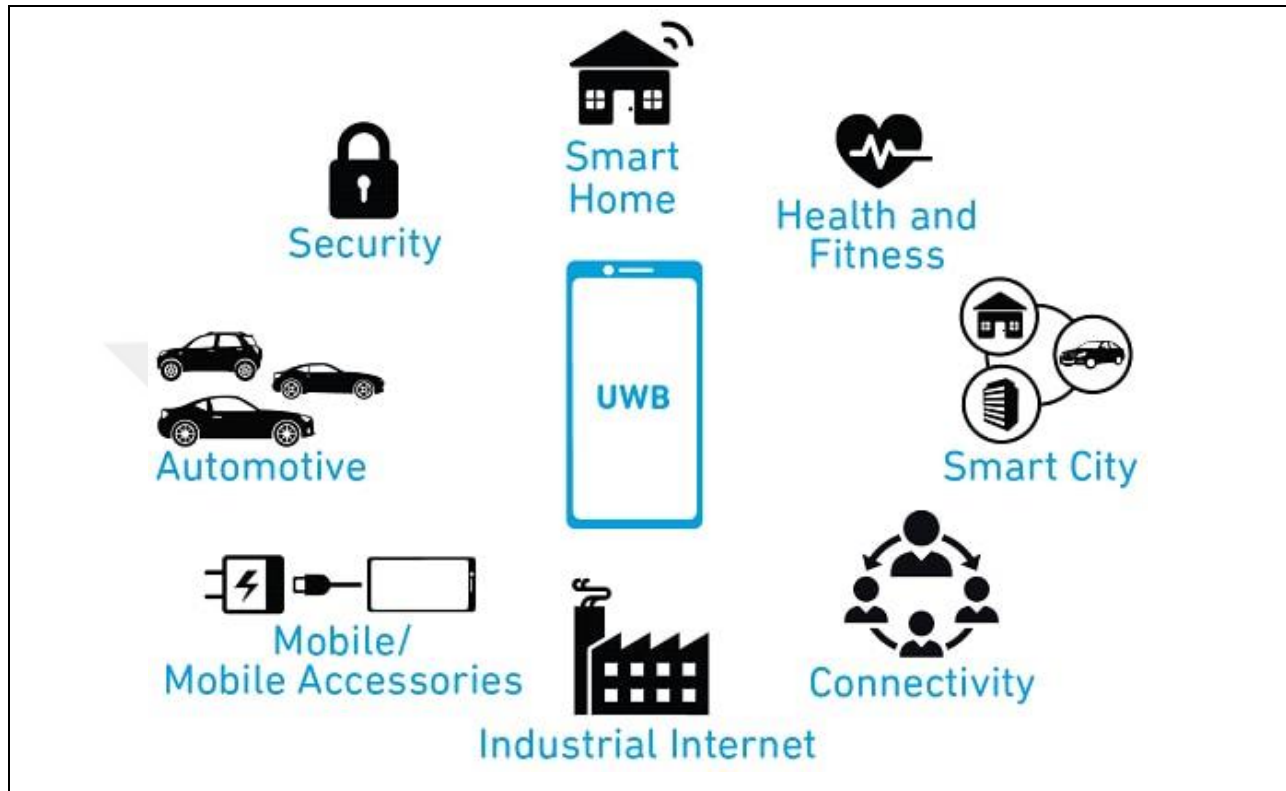 Smart
Home
Security
Health and
Fitness
UWB
Automotive
Smart City
Mobile/
Mobile Accessories
Connectivity
Industrial Internet